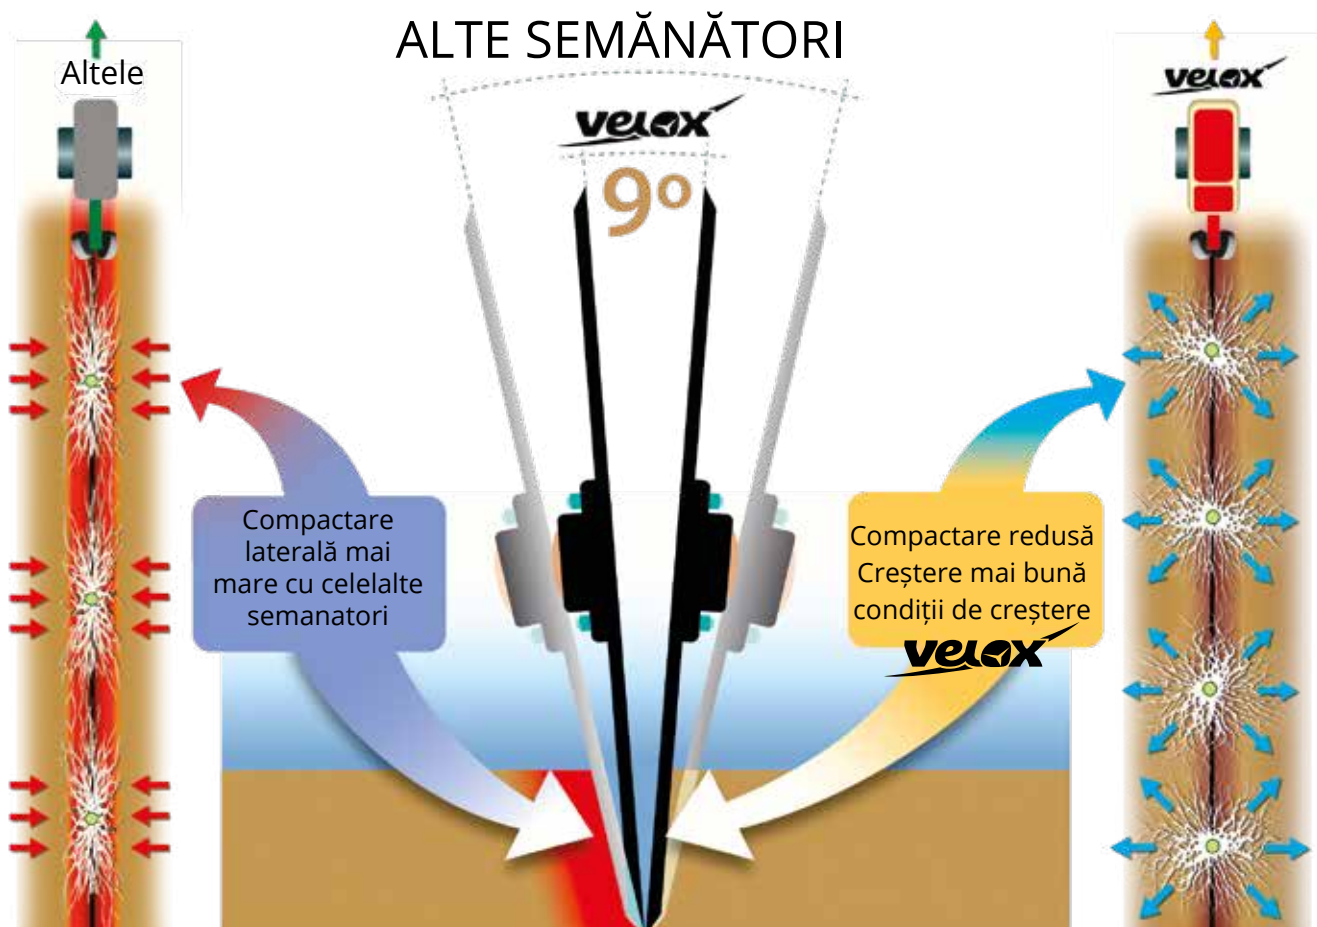 ALTE SEMĂNĂTORI
Altele
velox
9º
velox
Compactare
laterală mai
mare cu celelalte
semanatori
Compactare redusă
Creștere mai bună
condiții de creștere
velox